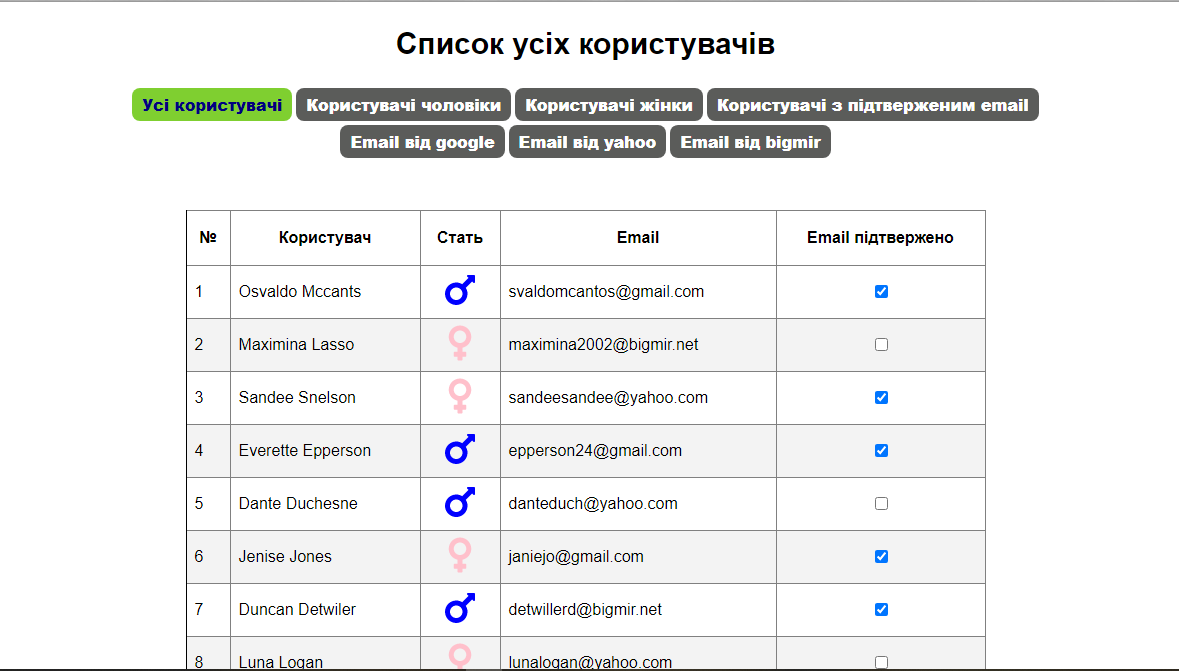 Список усіх користувачів
Усі користувачі Користувачі чоловіки Користувачі жінки Користувачі з підтверженим email
Email від google Email від yahoo Email від bigmir
№ Користувач Стать Email Email підтвержено
1 Osvaldo Mccants svaldomcantos@gmail.com
2 Maximina Lasso maximina2002@bigmir.net
3 Sandee Snelson sandeesandee@yahoo.com
4 Everette Epperson epperson24@gmail.com
5 Dante Duchesne danteduch@yahoo.com
6 Jenise Jones janiejo@gmail.com
7 Duncan Detwiler detwillerd@bigmir.net
8 Luna Logan lunalogan@yahoo.com